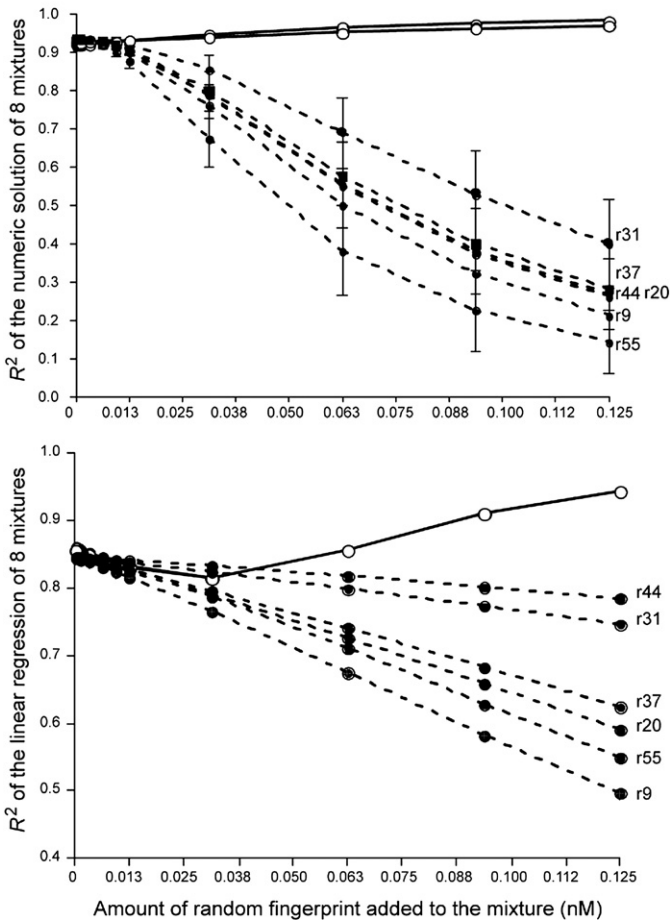 R² of the numeric solution of 8 mixtures
1.0
0.9
0.8
0.7
0.6
0.5
0.4
0.3
0.2
0.1
0.0
r31
r37
r44 r20
r9
r55
0 0.013 0.025 0.038 0.050 0.063 0.075 0.088 0.100 0.112 0.125
R² of the linear regression of 8 mixtures
1.0
0.9
0.8
0.7
0.6
0.5
0.4
r44
r31
r37
r20
r55
r9
0 0.013 0.025 0.038 0.050 0.063 0.075 0.088 0.100 0.112 0.125
Amount of random fingerprint added to the mixture (nM)